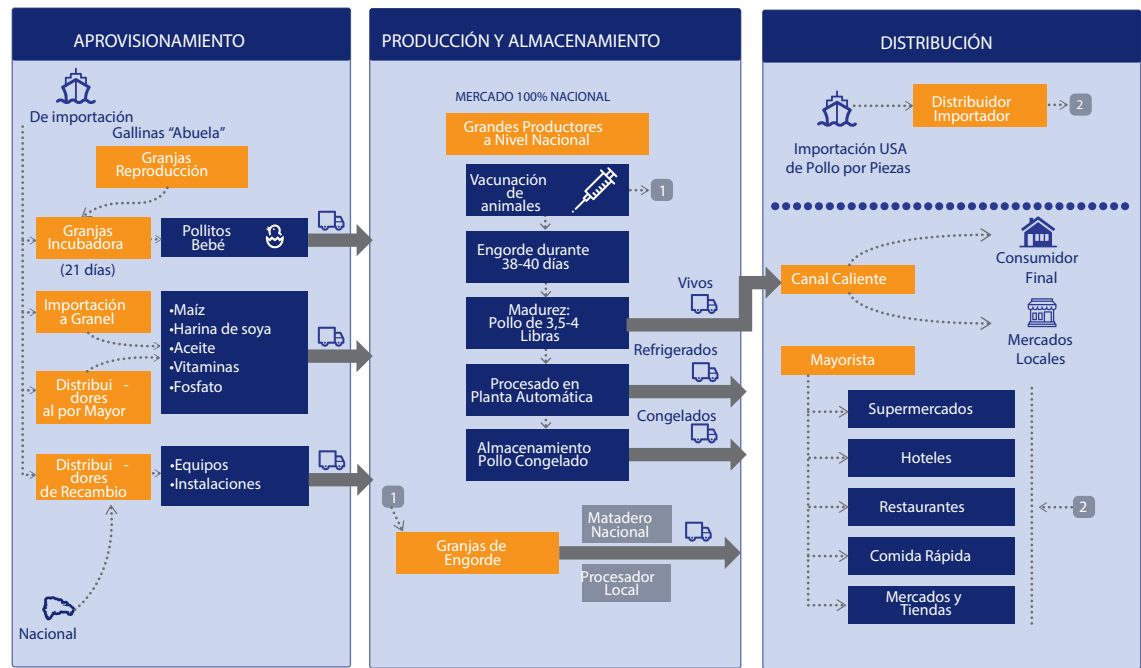 APROVISIONAMIENTO
De importación
Gallinas “Abuela”
Granjas
Reproducción
Granjas
Incubadora
(21 días)
Pollitos
Bebé
Importación
a Granel
Distribui -
dores
al por Mayor
•Maíz
•Harina de soya
•Aceite
•Vitaminas
•Fosfato
Distribui -
dores
de Recambio
•Equipos
•Instalaciones
Nacional
PRODUCCIÓN Y ALMACENAMIENTO
MERCADO 100% NACIONAL
Grandes Productores
a Nivel Nacional
Vacunación
de
animales
1
Engorde durante
38-40 días
Madurez:
Pollo de 3,5-4
Libras
Vivos
Refrigerados
Procesado en
Planta Automática
Congelados
Almacenamiento
Pollo Congelado
1
Granjas de
Engorde
Matadero
Nacional
Procesador
Local
DISTRIBUCIÓN
Importación USA
de Pollo por Piezas
Distribuidor
Importador
2
Canal Caliente
Consumidor
Final
Mercados
Locales
Mayorista
Supermercados
Hoteles
Restaurantes
Comida Rápida
Mercados y
Tiendas
2